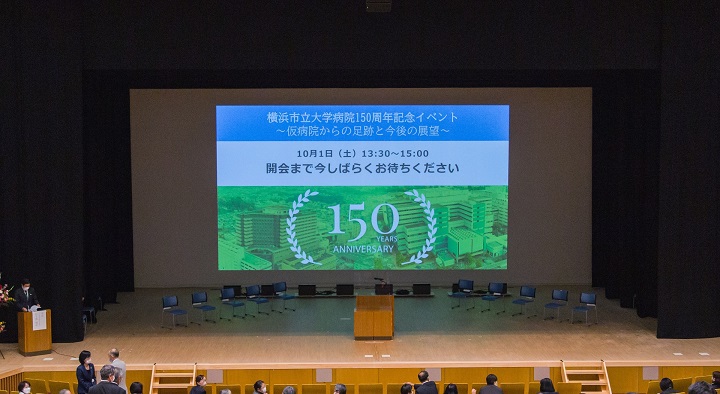 横浜市立大学病院150周年記念イベント
～仮病院からの足跡と今後の展望～
10月1日（土）13:30～15:00
開会まで今しばらくお待ちください
150
YEARS
ANNIVERSARY